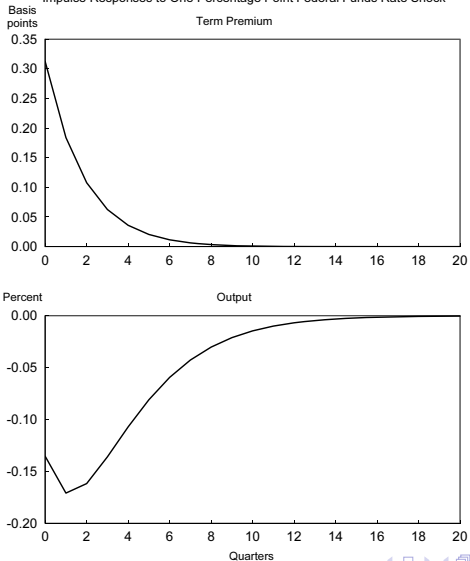 Impulse Responses to One Percentage Point Federal Funds Rate Shock
Basis
points
Term Premium
0.35
0.30
0.25
0.20
0.15
0.10
0.05
0.00
0 2 4 6 8 10 12 14 16 18 20
Percent
Output
0.00
-0.05
-0.10
-0.15
-0.20
0 2 4 6 8 10 12 14 16 18 20
Quarters